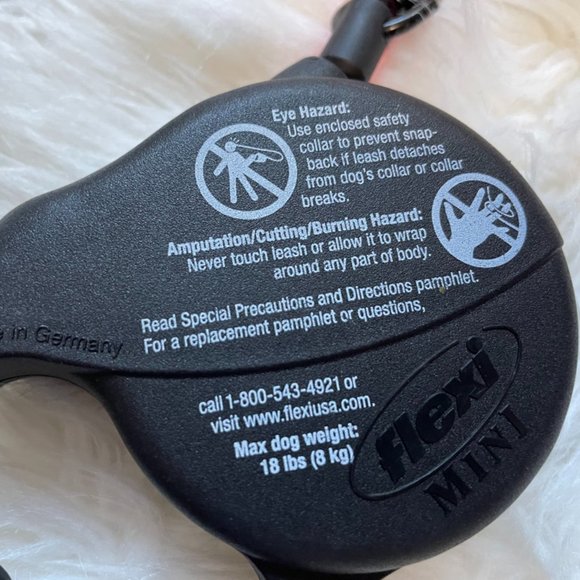 Eye Hazard:
Use enclosed safety
collar to prevent snap-
back if leash detaches
from dog's collar or collar
breaks.
Amputation/Cutting/Burning Hazard:
Never touch leash or allow it to wrap
around any part of body.
Read Special Precautions and Directions pamphlet.
For a replacement pamphlet or questions,
in Germany
call 1-800-543-4921 or
visit www.flexiusa.com.
Max dog weight:
18 lbs (8 kg)
flexi
MINI